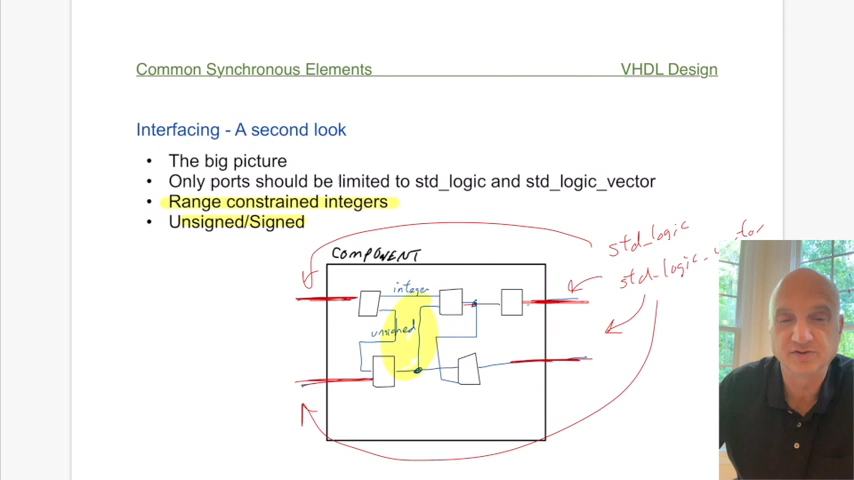 Common Synchronous Elements VHDL Design
Interfacing - A second look
• The big picture
• Only ports should be limited to std_logic and std_logic_vector
• Range constrained integers
• Unsigned/Signed
std_logic
COMPONENT
integer
unsigned